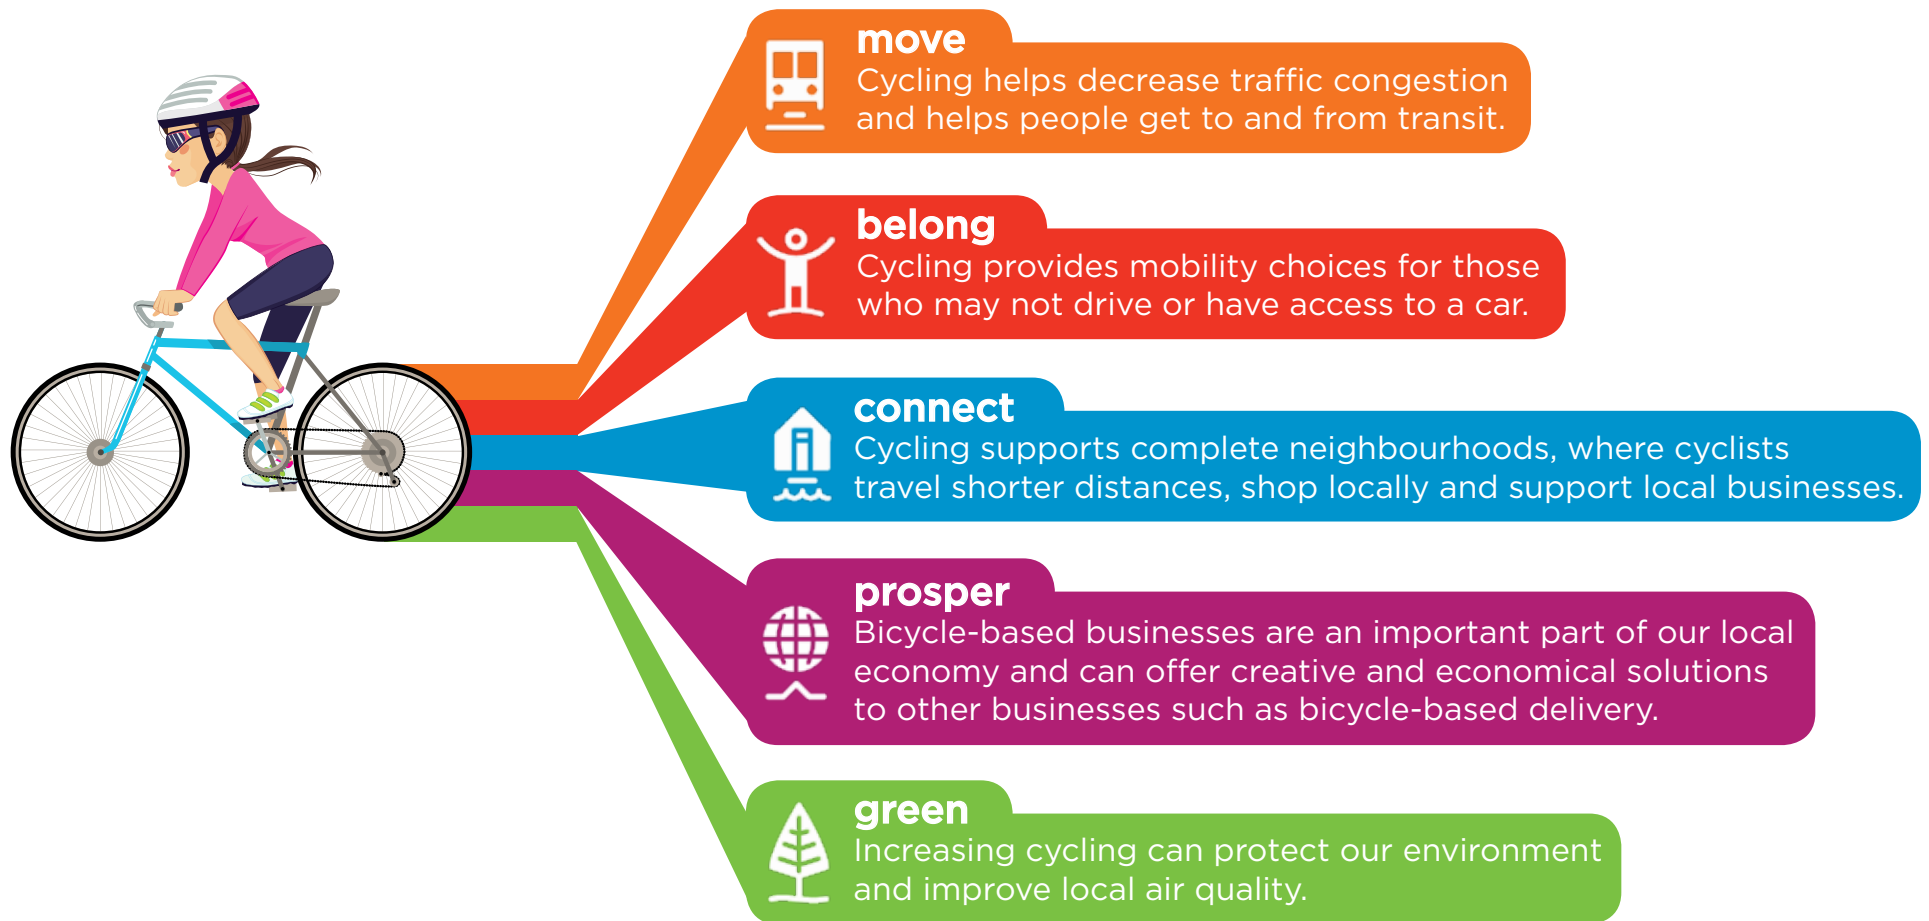 move
Cycling helps decrease traffic congestion
and helps people get to and from transit.
belong
Cycling provides mobility choices for those
who may not drive or have access to a car.
connect
Cycling supports complete neighbourhoods, where cyclists
travel shorter distances, shop locally and support local businesses.
prosper
Bicycle-based businesses are an important part of our local
economy and can offer creative and economical solutions
to other businesses such as bicycle-based delivery.
green
Increasing cycling can protect our environment
and improve local air quality.